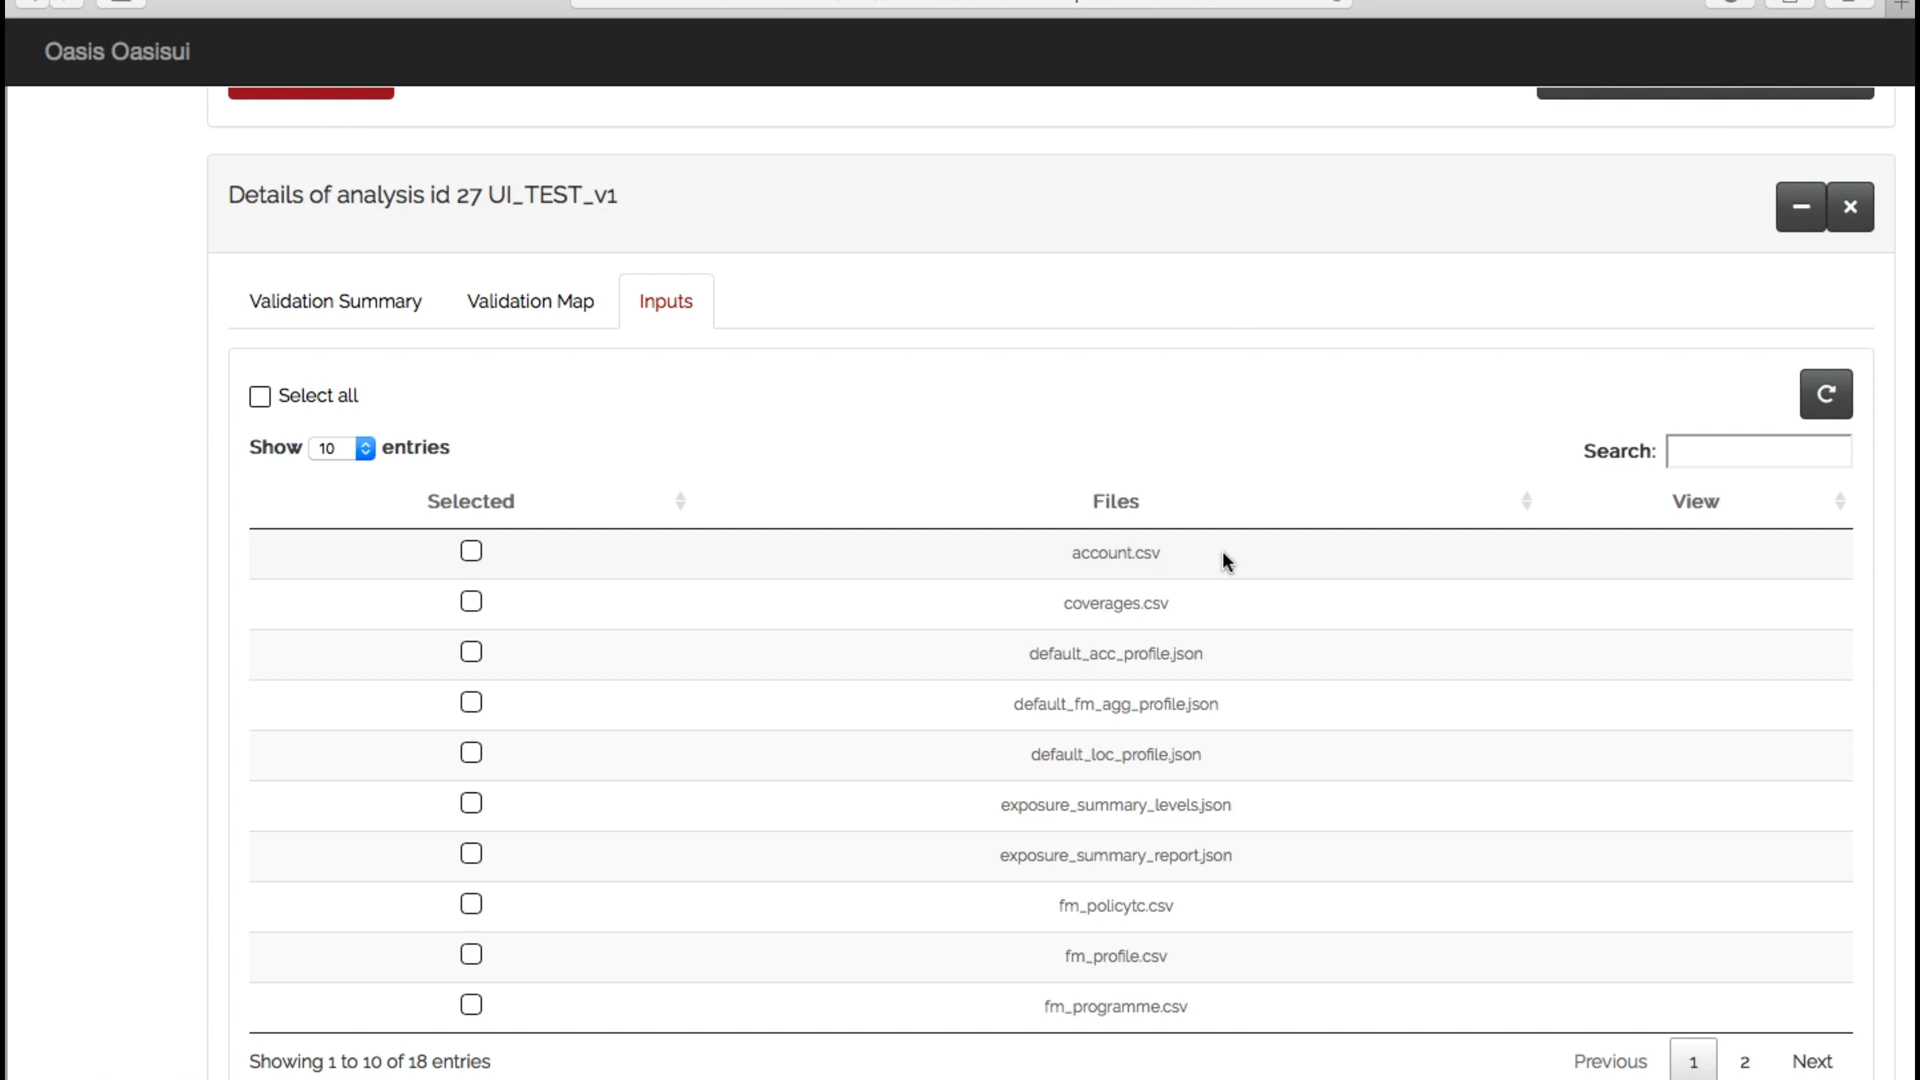 Oasis Oasisui
Details of analysis id 27 UI_TEST_v1
Validation Summary Validation Map Inputs
Select all
Show 10 entries
Search:
Selected Files View
account.csv
coverages.csv
default_acc_profile.json
default_fm_agg_profile.json
default_loc_profile.json
exposure_summary_levels.json
exposure_summary_report.json
fm_policytc.csv
fm_profile.csv
fm_programme.csv
Showing 1 to 10 of 18 entries
Previous 1 2 Next